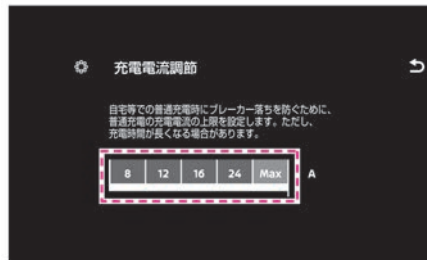 充電電流調節
自宅等での普通充電時にブレーカー落ちを防ぐために、
普通充電の充電電流の上限を設定します。ただし、
充電時間が長くなる場合があります。
8 12 16 24 Max A